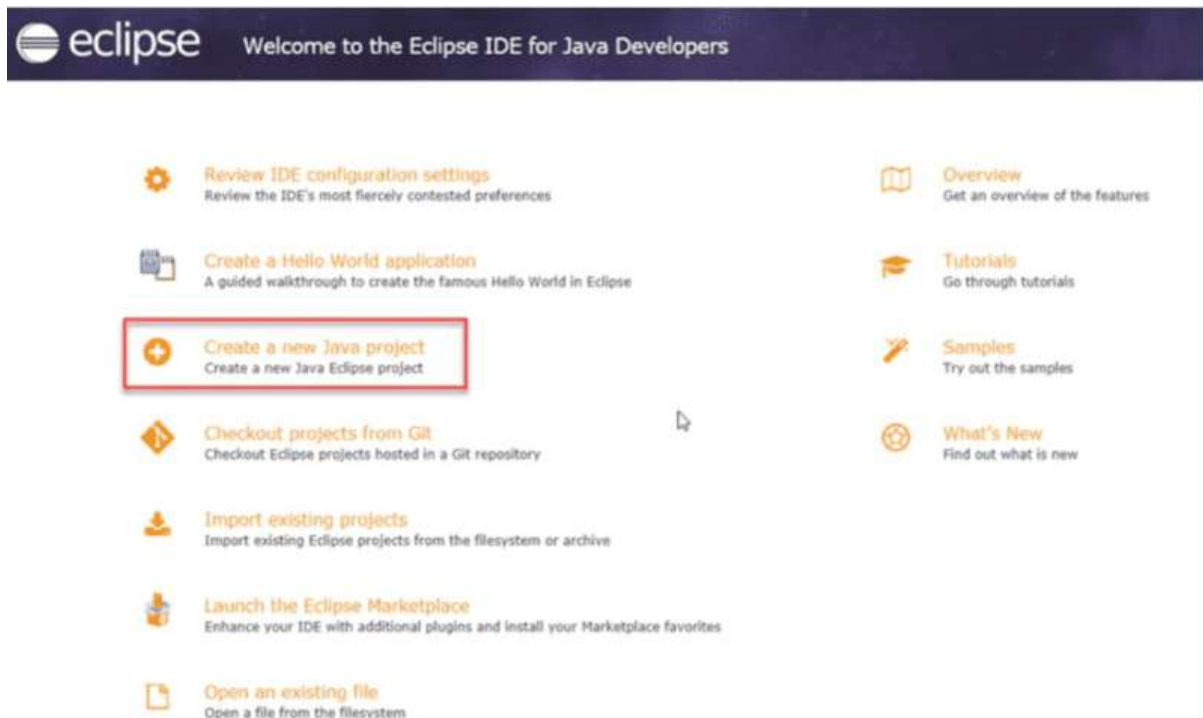 eclipse Welcome to the Eclipse IDE for Java Developers
Review IDE configuration settings
Review the IDE's most fiercely contested preferences
Create a Hello World application
A guided walkthrough to create the famous Hello World in Eclipse
Create a new Java project
Create a new Java Eclipse project
Checkout projects from Git
Checkout Eclipse projects hosted in a Git repository
Import existing projects
Import existing Eclipse projects from the filesystem or archive
Launch the Eclipse Marketplace
Enhance your IDE with additional plugins and install your Marketplace favorites
Open an existing file
Open a file from the filesystem
Overview
Get an overview of the features
Tutorials
Go through tutorials
Samples
Try out the samples
What's New
Find out what is new